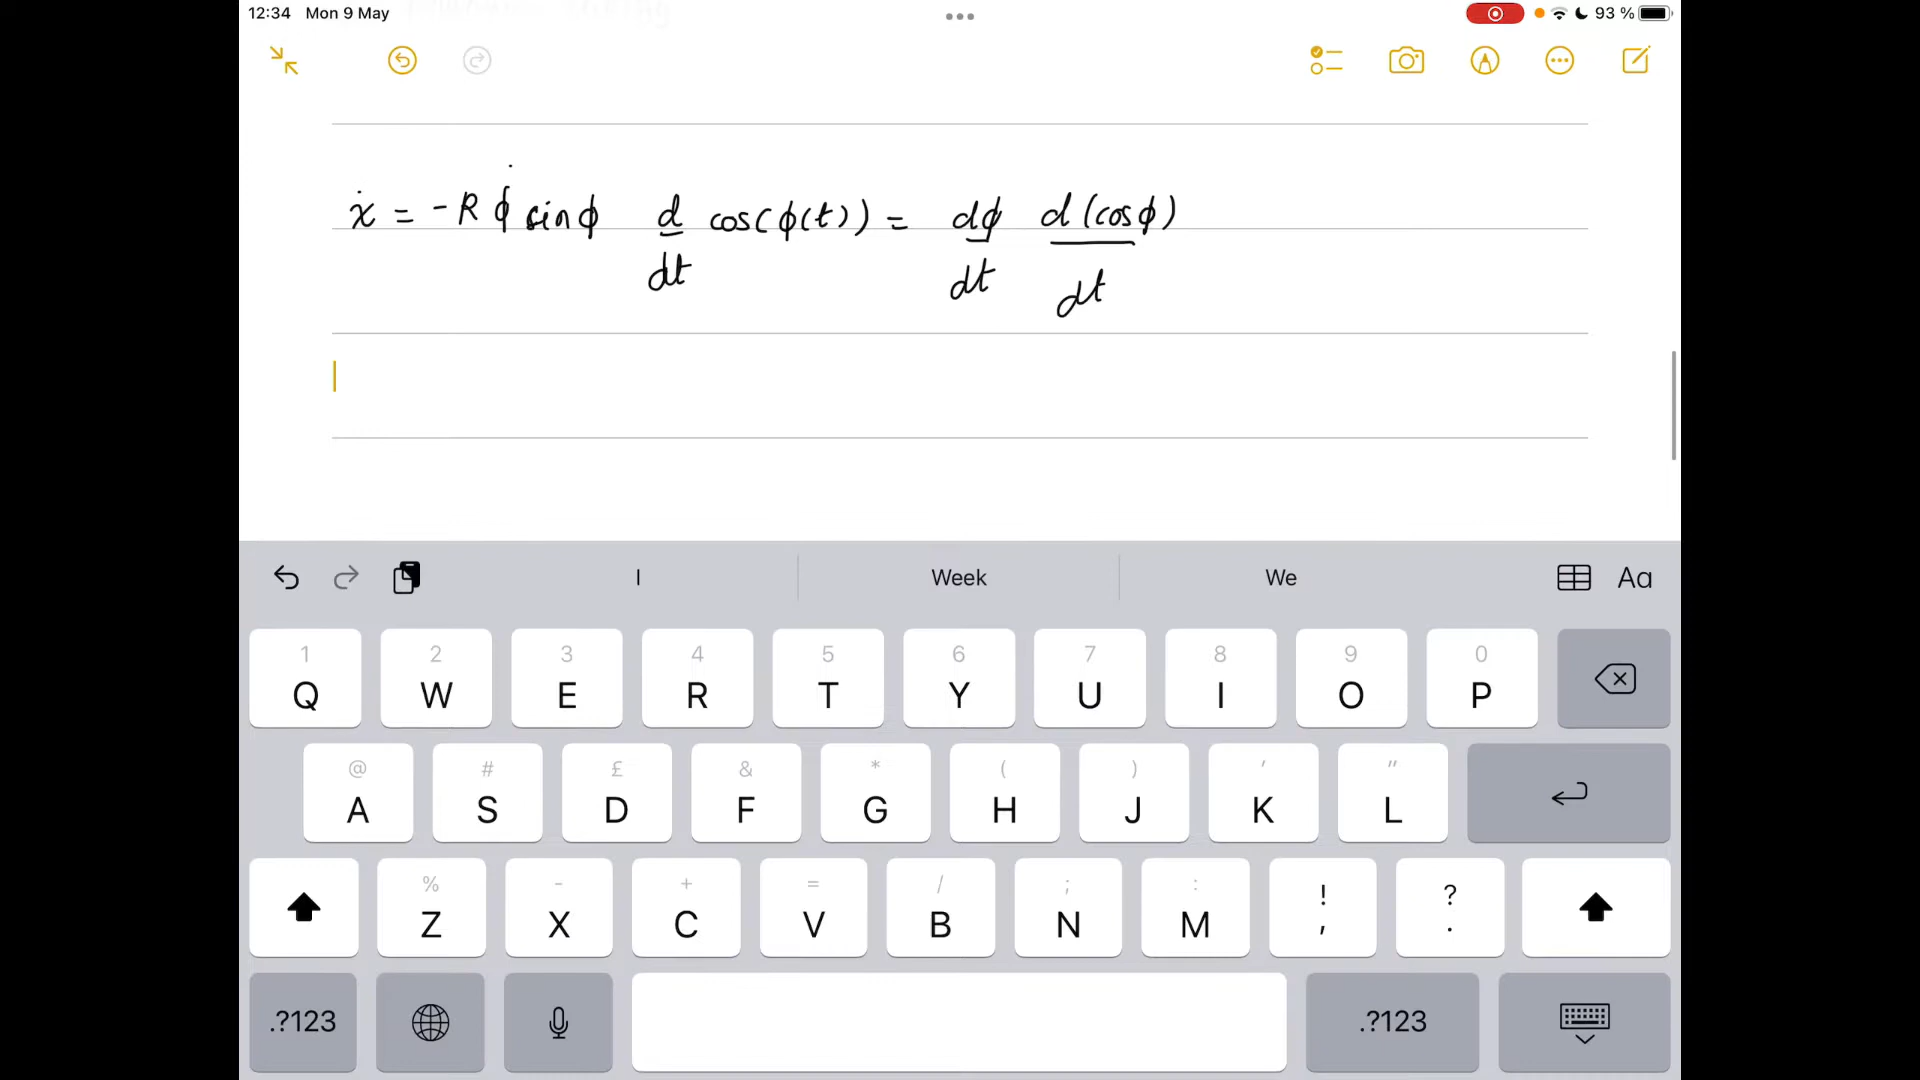 12:34 Mon 9 May 93 %
ẋ = -R ϕ̇ sinϕ d/dt cos(ϕ(t)) = dϕ/dt d(cosϕ)/dt
I Week We Aa
1 2 3 4 5 6 7 8 9 0
Q W E R T Y U I O P
@ # £ & * ( ) ' "
A S D F G H J K L
% - + = / ; : ! ?
Z X C V B N M , .
.?123 .?123